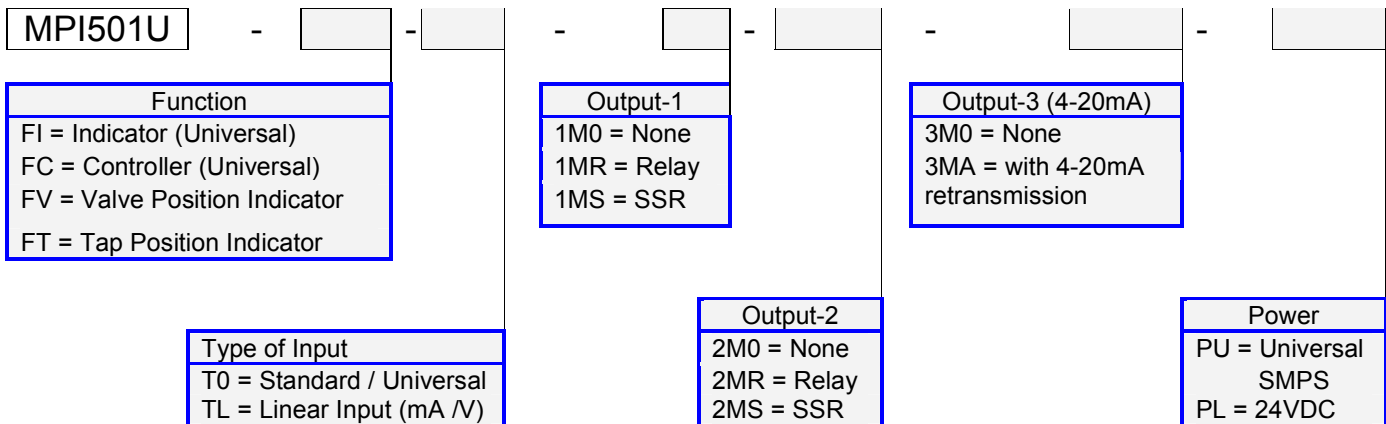 MPI501U - - - - - -
Function
FI = Indicator (Universal)
FC = Controller (Universal)
FV = Valve Position Indicator
FT = Tap Position Indicator
Output-1
1M0 = None
1MR = Relay
1MS = SSR
Output-3 (4-20mA)
3M0 = None
3MA = with 4-20mA
retransmission
Type of Input
T0 = Standard / Universal
TL = Linear Input (mA /V)
Output-2
2M0 = None
2MR = Relay
2MS = SSR
Power
PU = Universal
SMPS
PL = 24VDC